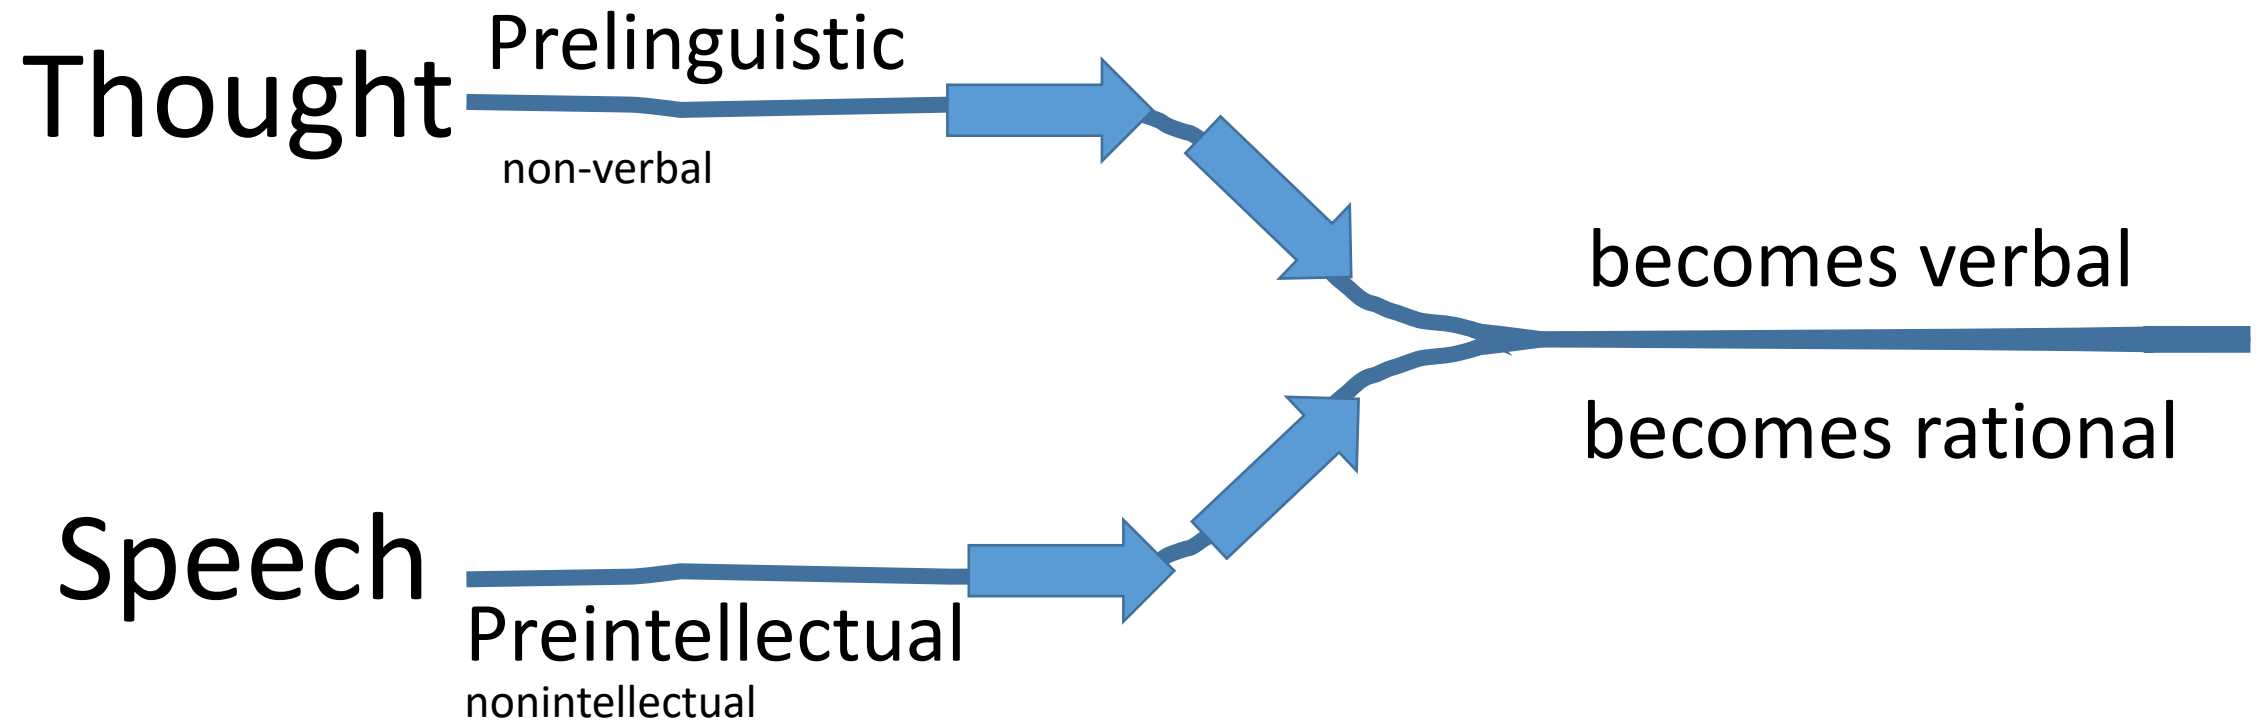 Thought
Prelinguistic
non-verbal
becomes verbal
becomes rational
Speech
Preintellectual
nonintellectual